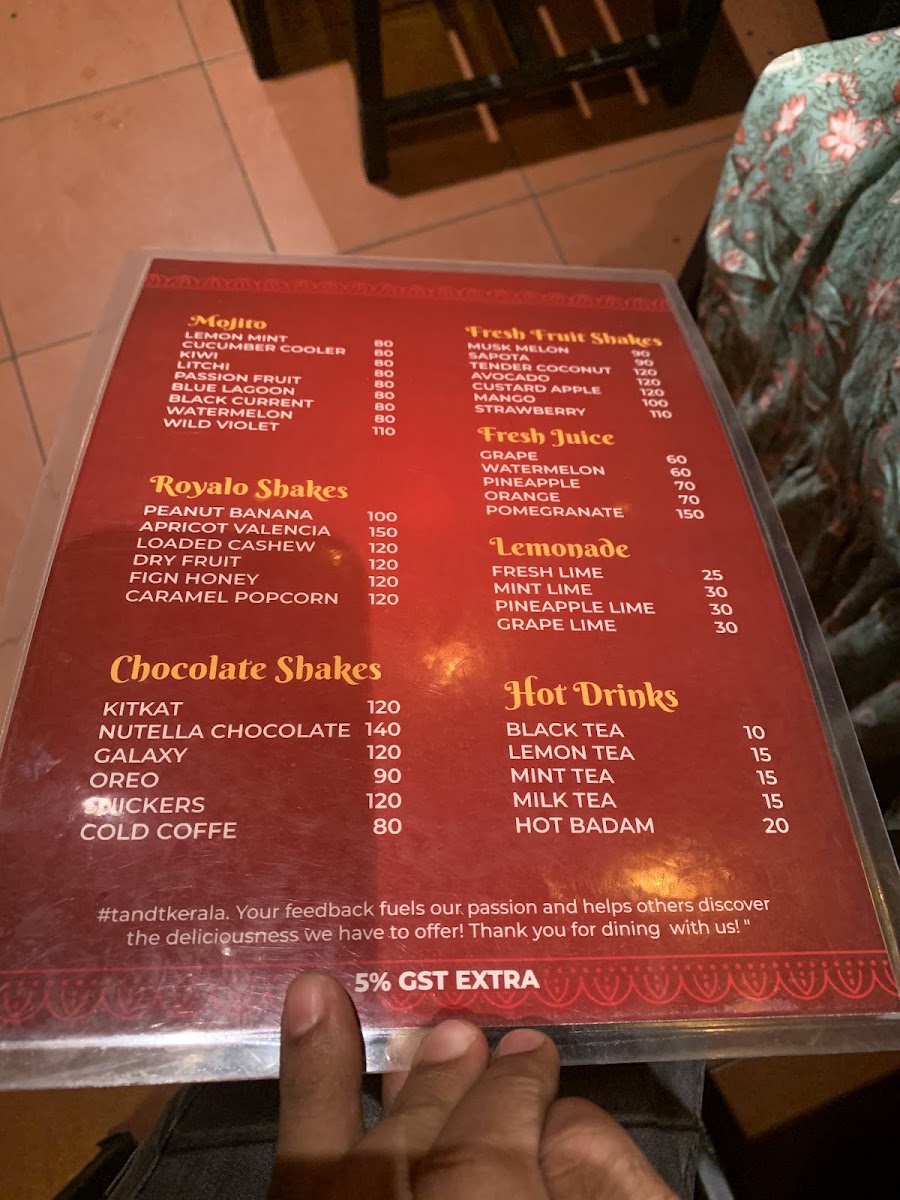 Mojito
LEMON MINT 80
CUCUMBER COOLER 80
KIWI 80
LITCHI 80
PASSION FRUIT 80
BLUE LAGOON 80
BLACK CURRENT 80
WATERMELON 80
WILD VIOLET 110
Royalo Shakes
PEANUT BANANA 100
APRICOT VALENCIA 150
LOADED CASHEW 120
DRY FRUIT 120
FIGN HONEY 120
CARAMEL POPCORN 120
Chocolate Shakes
KITKAT 120
NUTELLA CHOCOLATE 140
GALAXY 120
OREO 90
SNICKERS 120
COLD COFFE 80
Fresh Fruit Shakes
MUSK MELON 90
SAPOTA 90
TENDER COCONUT 120
AVOCADO 120
CUSTARD APPLE 120
MANGO 100
STRAWBERRY 110
Fresh Juice
GRAPE 60
WATERMELON 60
PINEAPPLE 70
ORANGE 70
POMEGRANATE 150
Lemonade
FRESH LIME 25
MINT LIME 30
PINEAPPLE LIME 30
GRAPE LIME 30
Hot Drinks
BLACK TEA 10
LEMON TEA 15
MINT TEA 15
MILK TEA 15
HOT BADAM 20
#tandtkerala. Your feedback fuels our passion and helps others discover
the deliciousness we have to offer! Thank you for dining with us! "
5% GST EXTRA